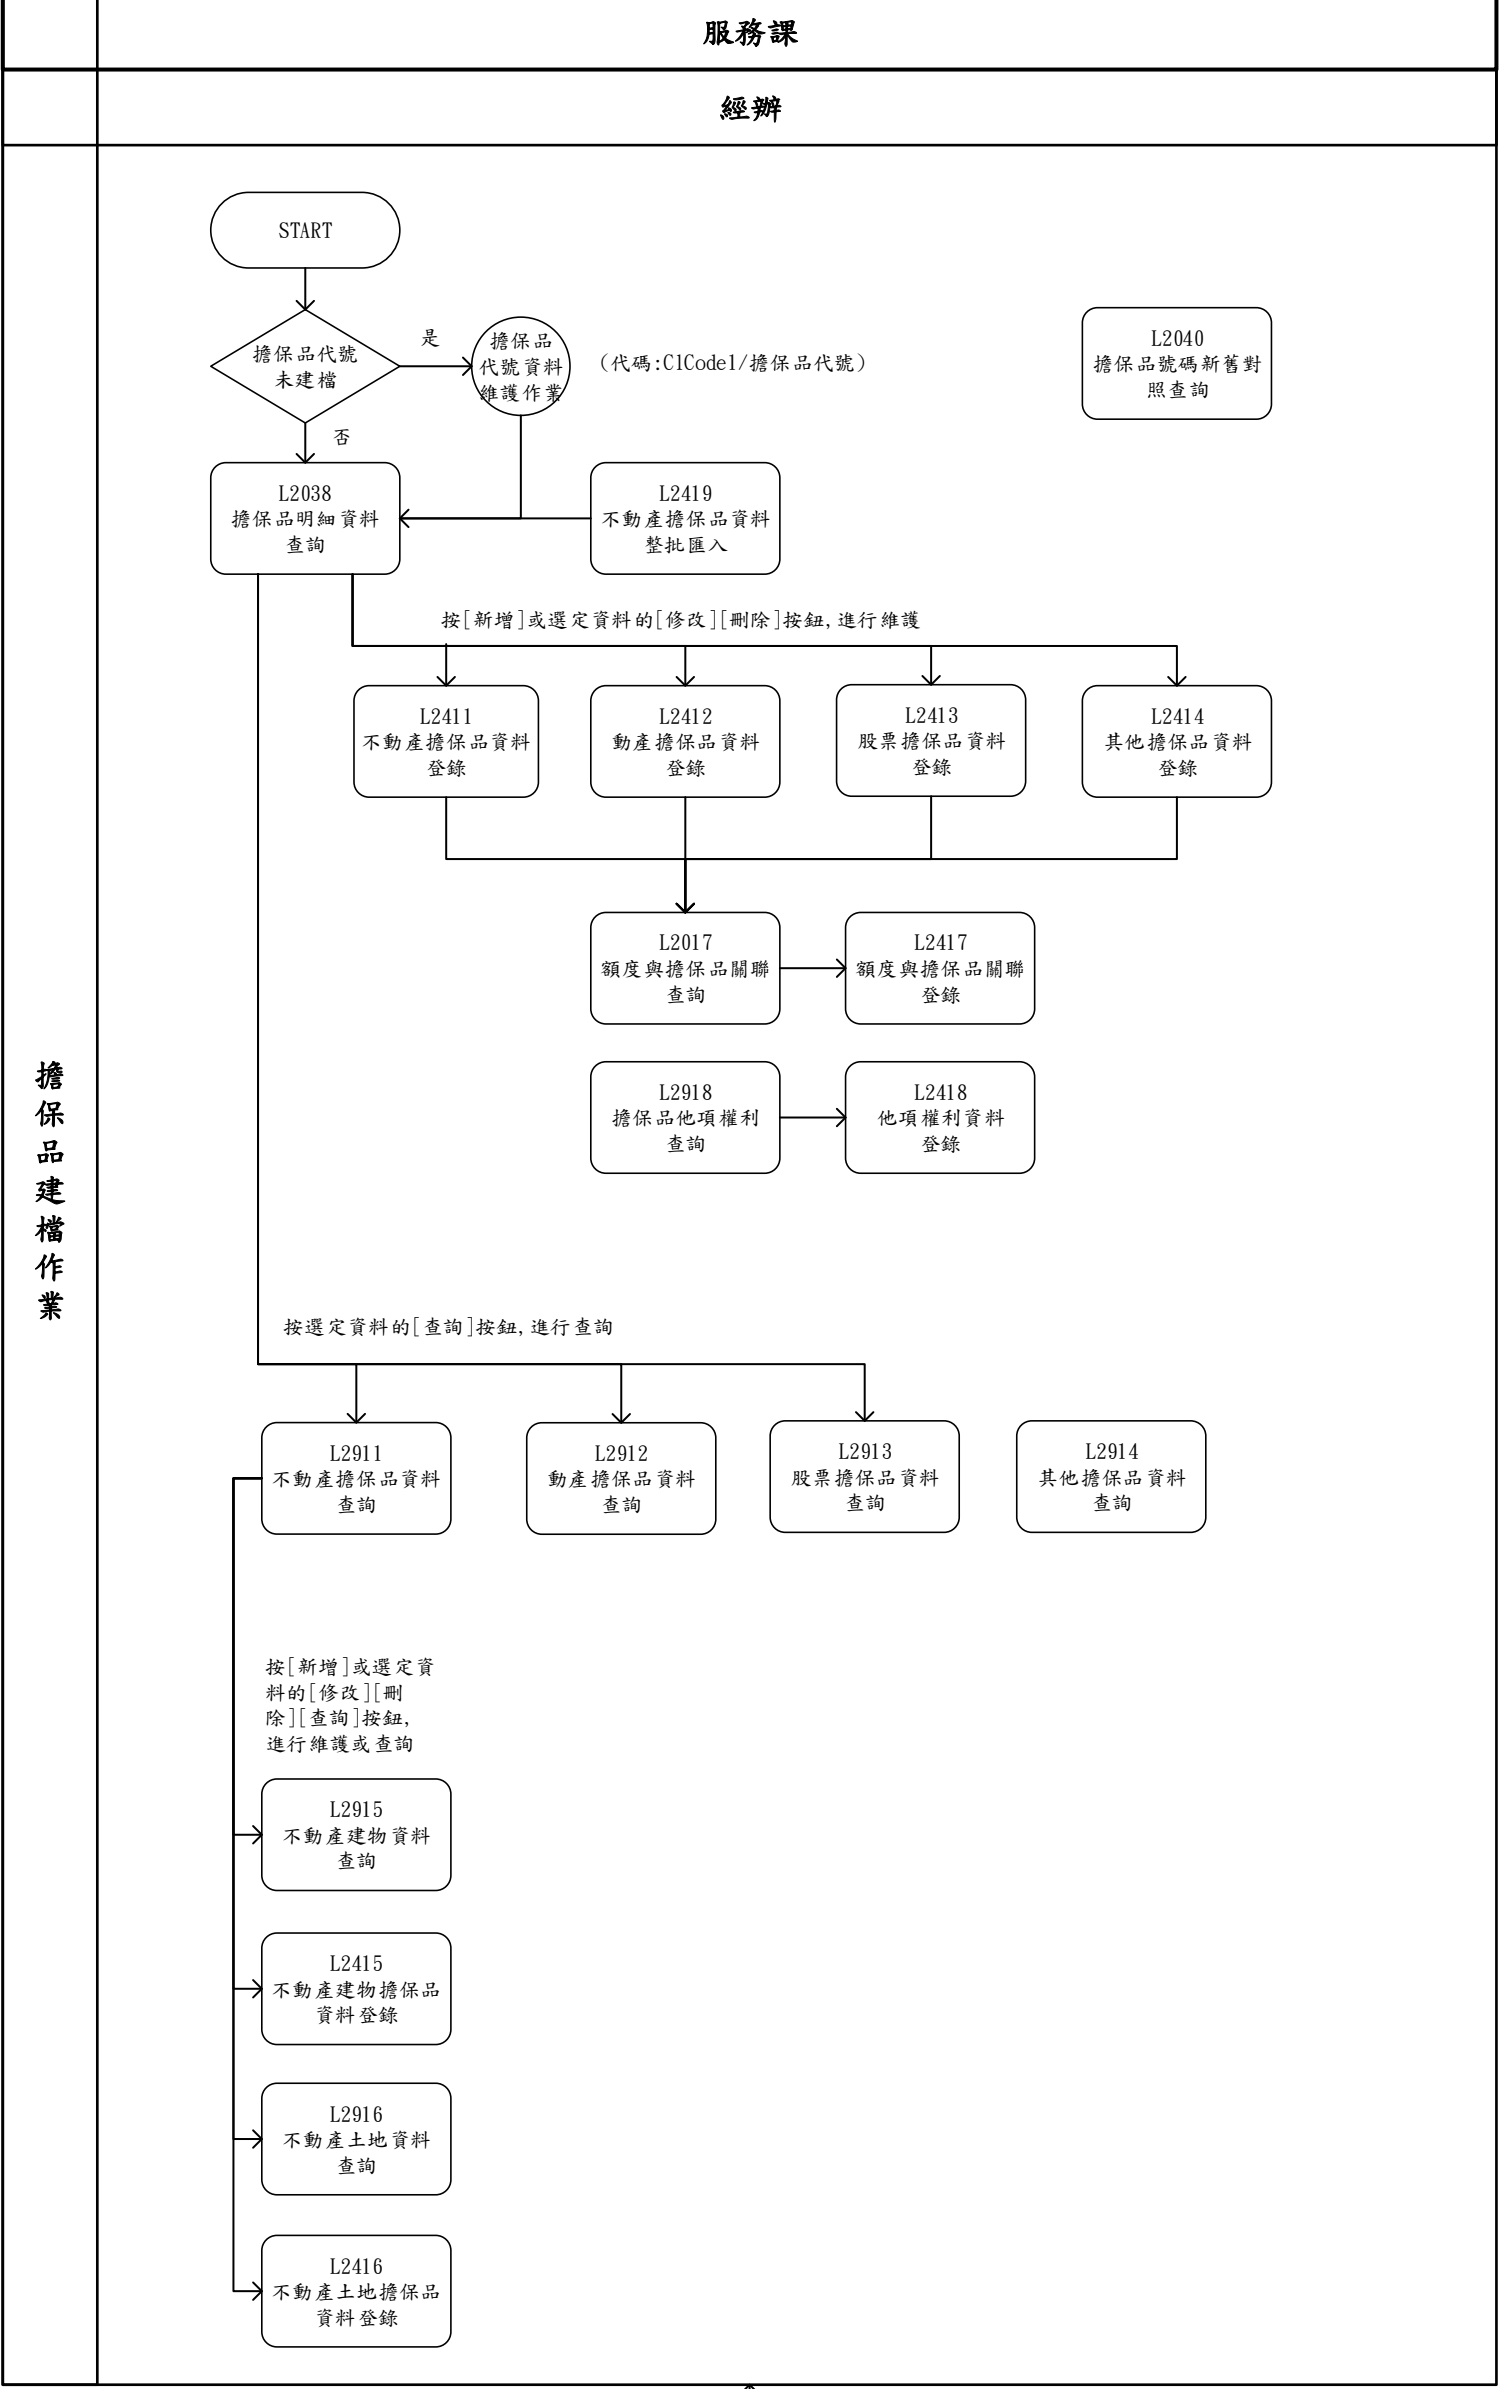 服務課
經辦
擔保品建檔作業
START
擔保品代號
未建檔
是
擔保品
代號資料
維護作業
(代碼:ClCode1/擔保品代號)
L2040
擔保品號碼新舊對
照查詢
否
L2038
擔保品明細資料
查詢
L2419
不動產擔保品資料
整批匯入
按[新增]或選定資料的[修改][刪除]按鈕,進行維護
L2411
不動產擔保品資料
登錄
L2412
動產擔保品資料
登錄
L2413
股票擔保品資料
登錄
L2414
其他擔保品資料
登錄
L2017
額度與擔保品關聯
查詢
L2417
額度與擔保品關聯
登錄
L2918
擔保品他項權利
查詢
L2418
他項權利資料
登錄
按選定資料的[查詢]按鈕,進行查詢
L2911
不動產擔保品資料
查詢
L2912
動產擔保品資料
查詢
L2913
股票擔保品資料
查詢
L2914
其他擔保品資料
查詢
按[新增]或選定資
料的[修改][刪
除][查詢]按鈕,
進行維護或查詢
L2915
不動產建物資料
查詢
L2415
不動產建物擔保品
資料登錄
L2916
不動產土地資料
查詢
L2416
不動產土地擔保品
資料登錄